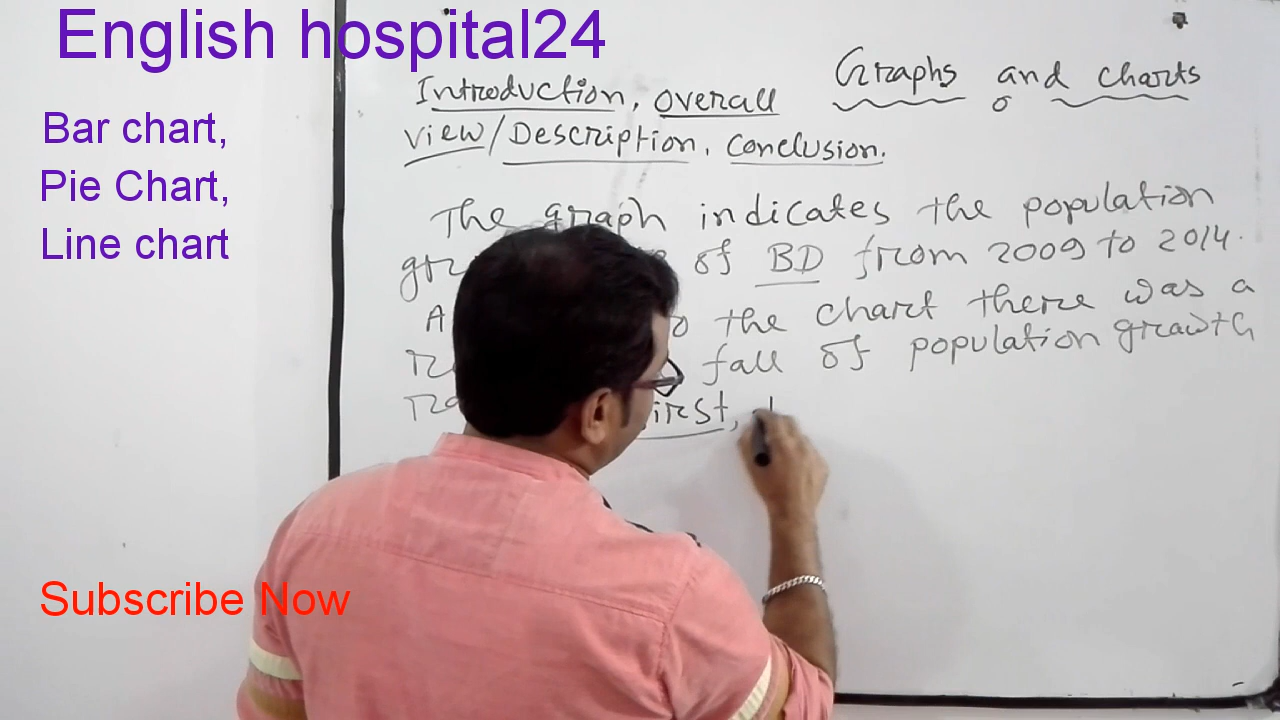 English hospital24
Bar chart,
Pie Chart,
Line chart
Subscribe Now
Graphs and charts
Introduction, overall
view/Description, Conclusion.
The graph indicates the population
of BD from 2009 to 2014.
the chart there was a
fall of population growth